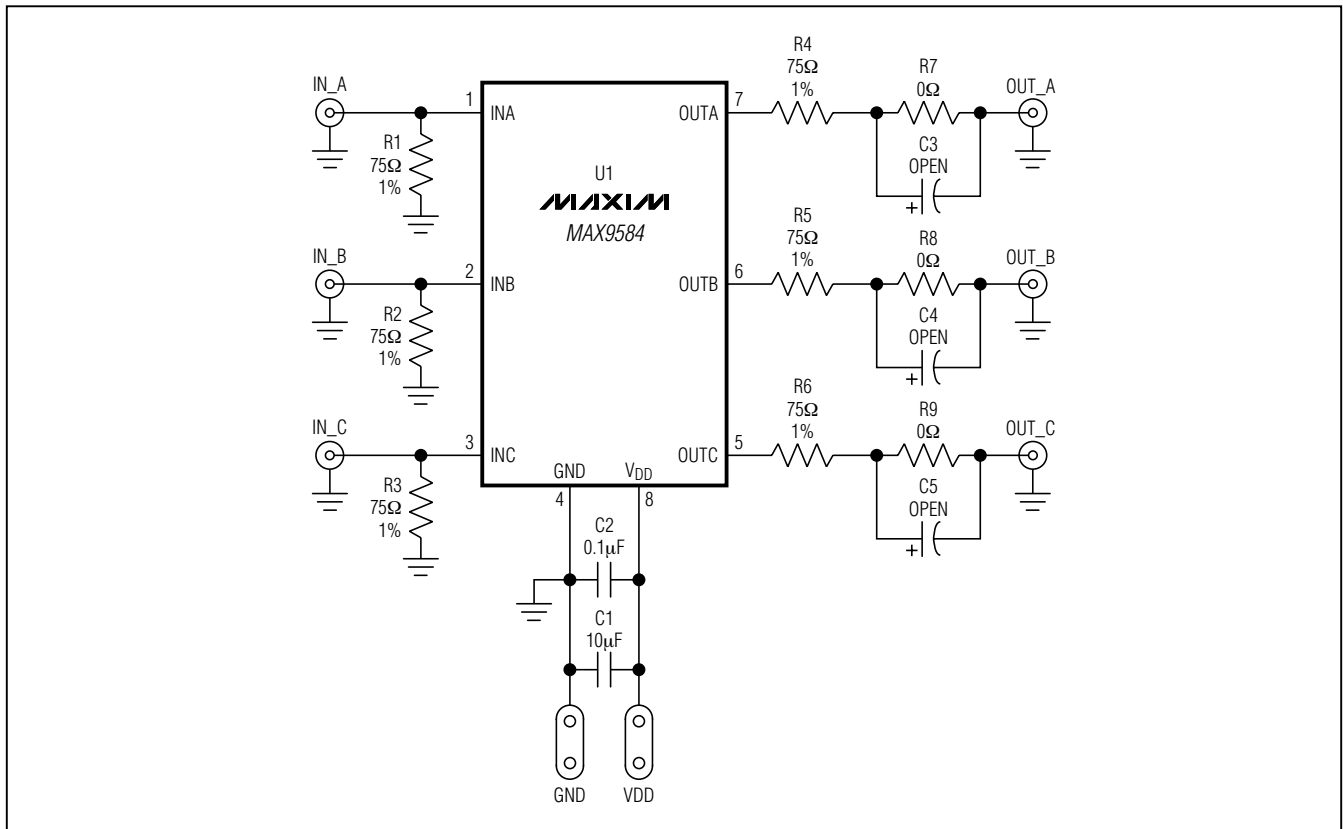 IN_A
1
INA
R1
75Ω
1%
IN_B
2
INB
R2
75Ω
1%
IN_C
3
INC
R3
75Ω
1%
U1
MAXIM
MAX9584
OUTA
7
R4
75Ω
1%
R7
0Ω
C3
OPEN
+
OUT_A
OUTB
6
R5
75Ω
1%
R8
0Ω
C4
OPEN
+
OUT_B
OUTC
5
R6
75Ω
1%
R9
0Ω
C5
OPEN
+
OUT_C
GND
4
VDD
8
C2
0.1µF
C1
10µF
GND
VDD